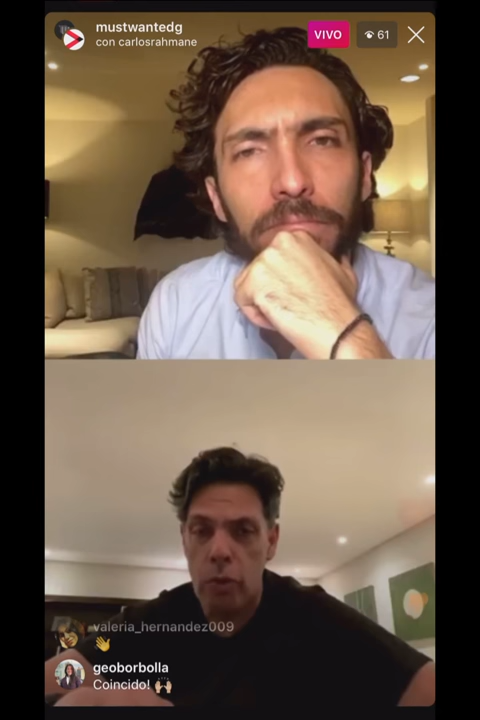 mustwantedg
con carlosrahmane
VIVO
61
valeria_hernandez009
👋
geoborbolla
Coincido! 🙌🏼